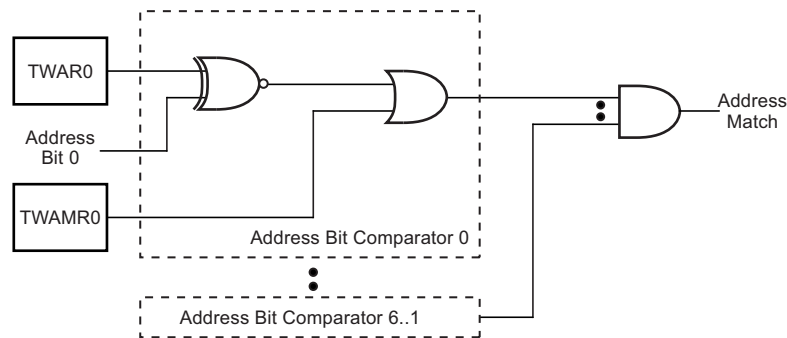 TWAR0
Address
Bit 0
TWAMR0
Address Bit Comparator 0
Address Bit Comparator 6..1
Address
Match